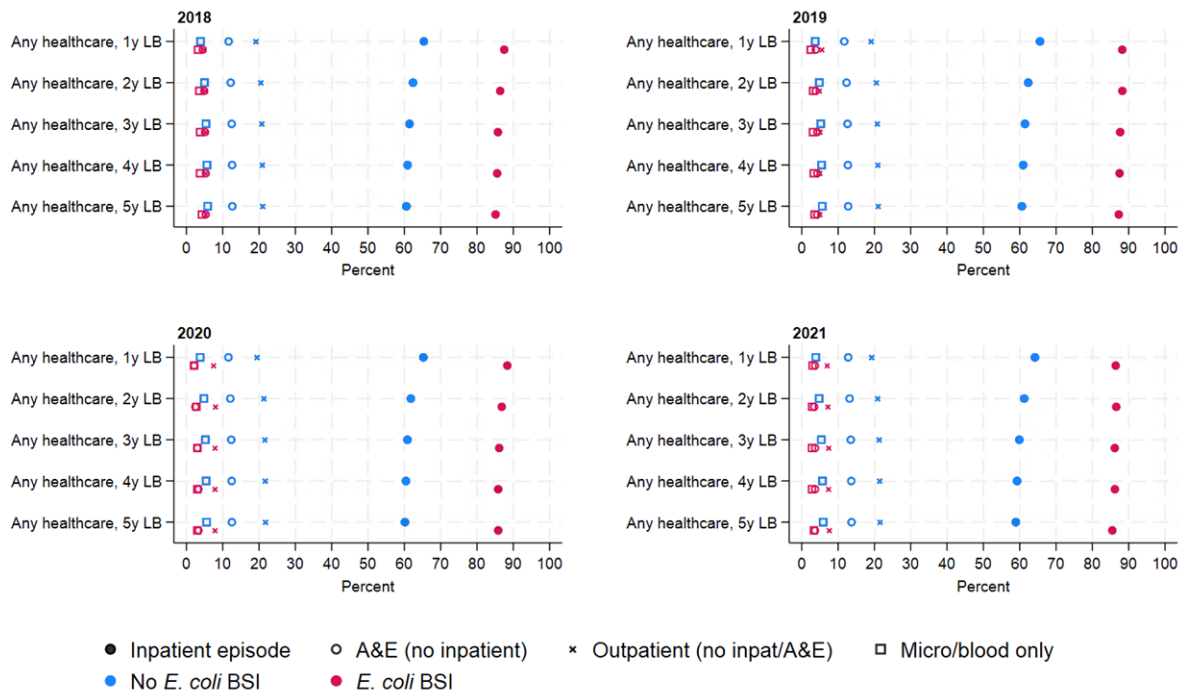 2018
Any healthcare, 1y LB
Any healthcare, 2y LB
Any healthcare, 3y LB
Any healthcare, 4y LB
Any healthcare, 5y LB
0 10 20 30 40 50 60 70 80 90 100
Percent
2019
Any healthcare, 1y LB
Any healthcare, 2y LB
Any healthcare, 3y LB
Any healthcare, 4y LB
Any healthcare, 5y LB
0 10 20 30 40 50 60 70 80 90 100
Percent
2020
Any healthcare, 1y LB
Any healthcare, 2y LB
Any healthcare, 3y LB
Any healthcare, 4y LB
Any healthcare, 5y LB
0 10 20 30 40 50 60 70 80 90 100
Percent
2021
Any healthcare, 1y LB
Any healthcare, 2y LB
Any healthcare, 3y LB
Any healthcare, 4y LB
Any healthcare, 5y LB
0 10 20 30 40 50 60 70 80 90 100
Percent
Inpatient episode A&E (no inpatient) Outpatient (no inpat/A&E) Micro/blood only
No E. coli BSI E. coli BSI